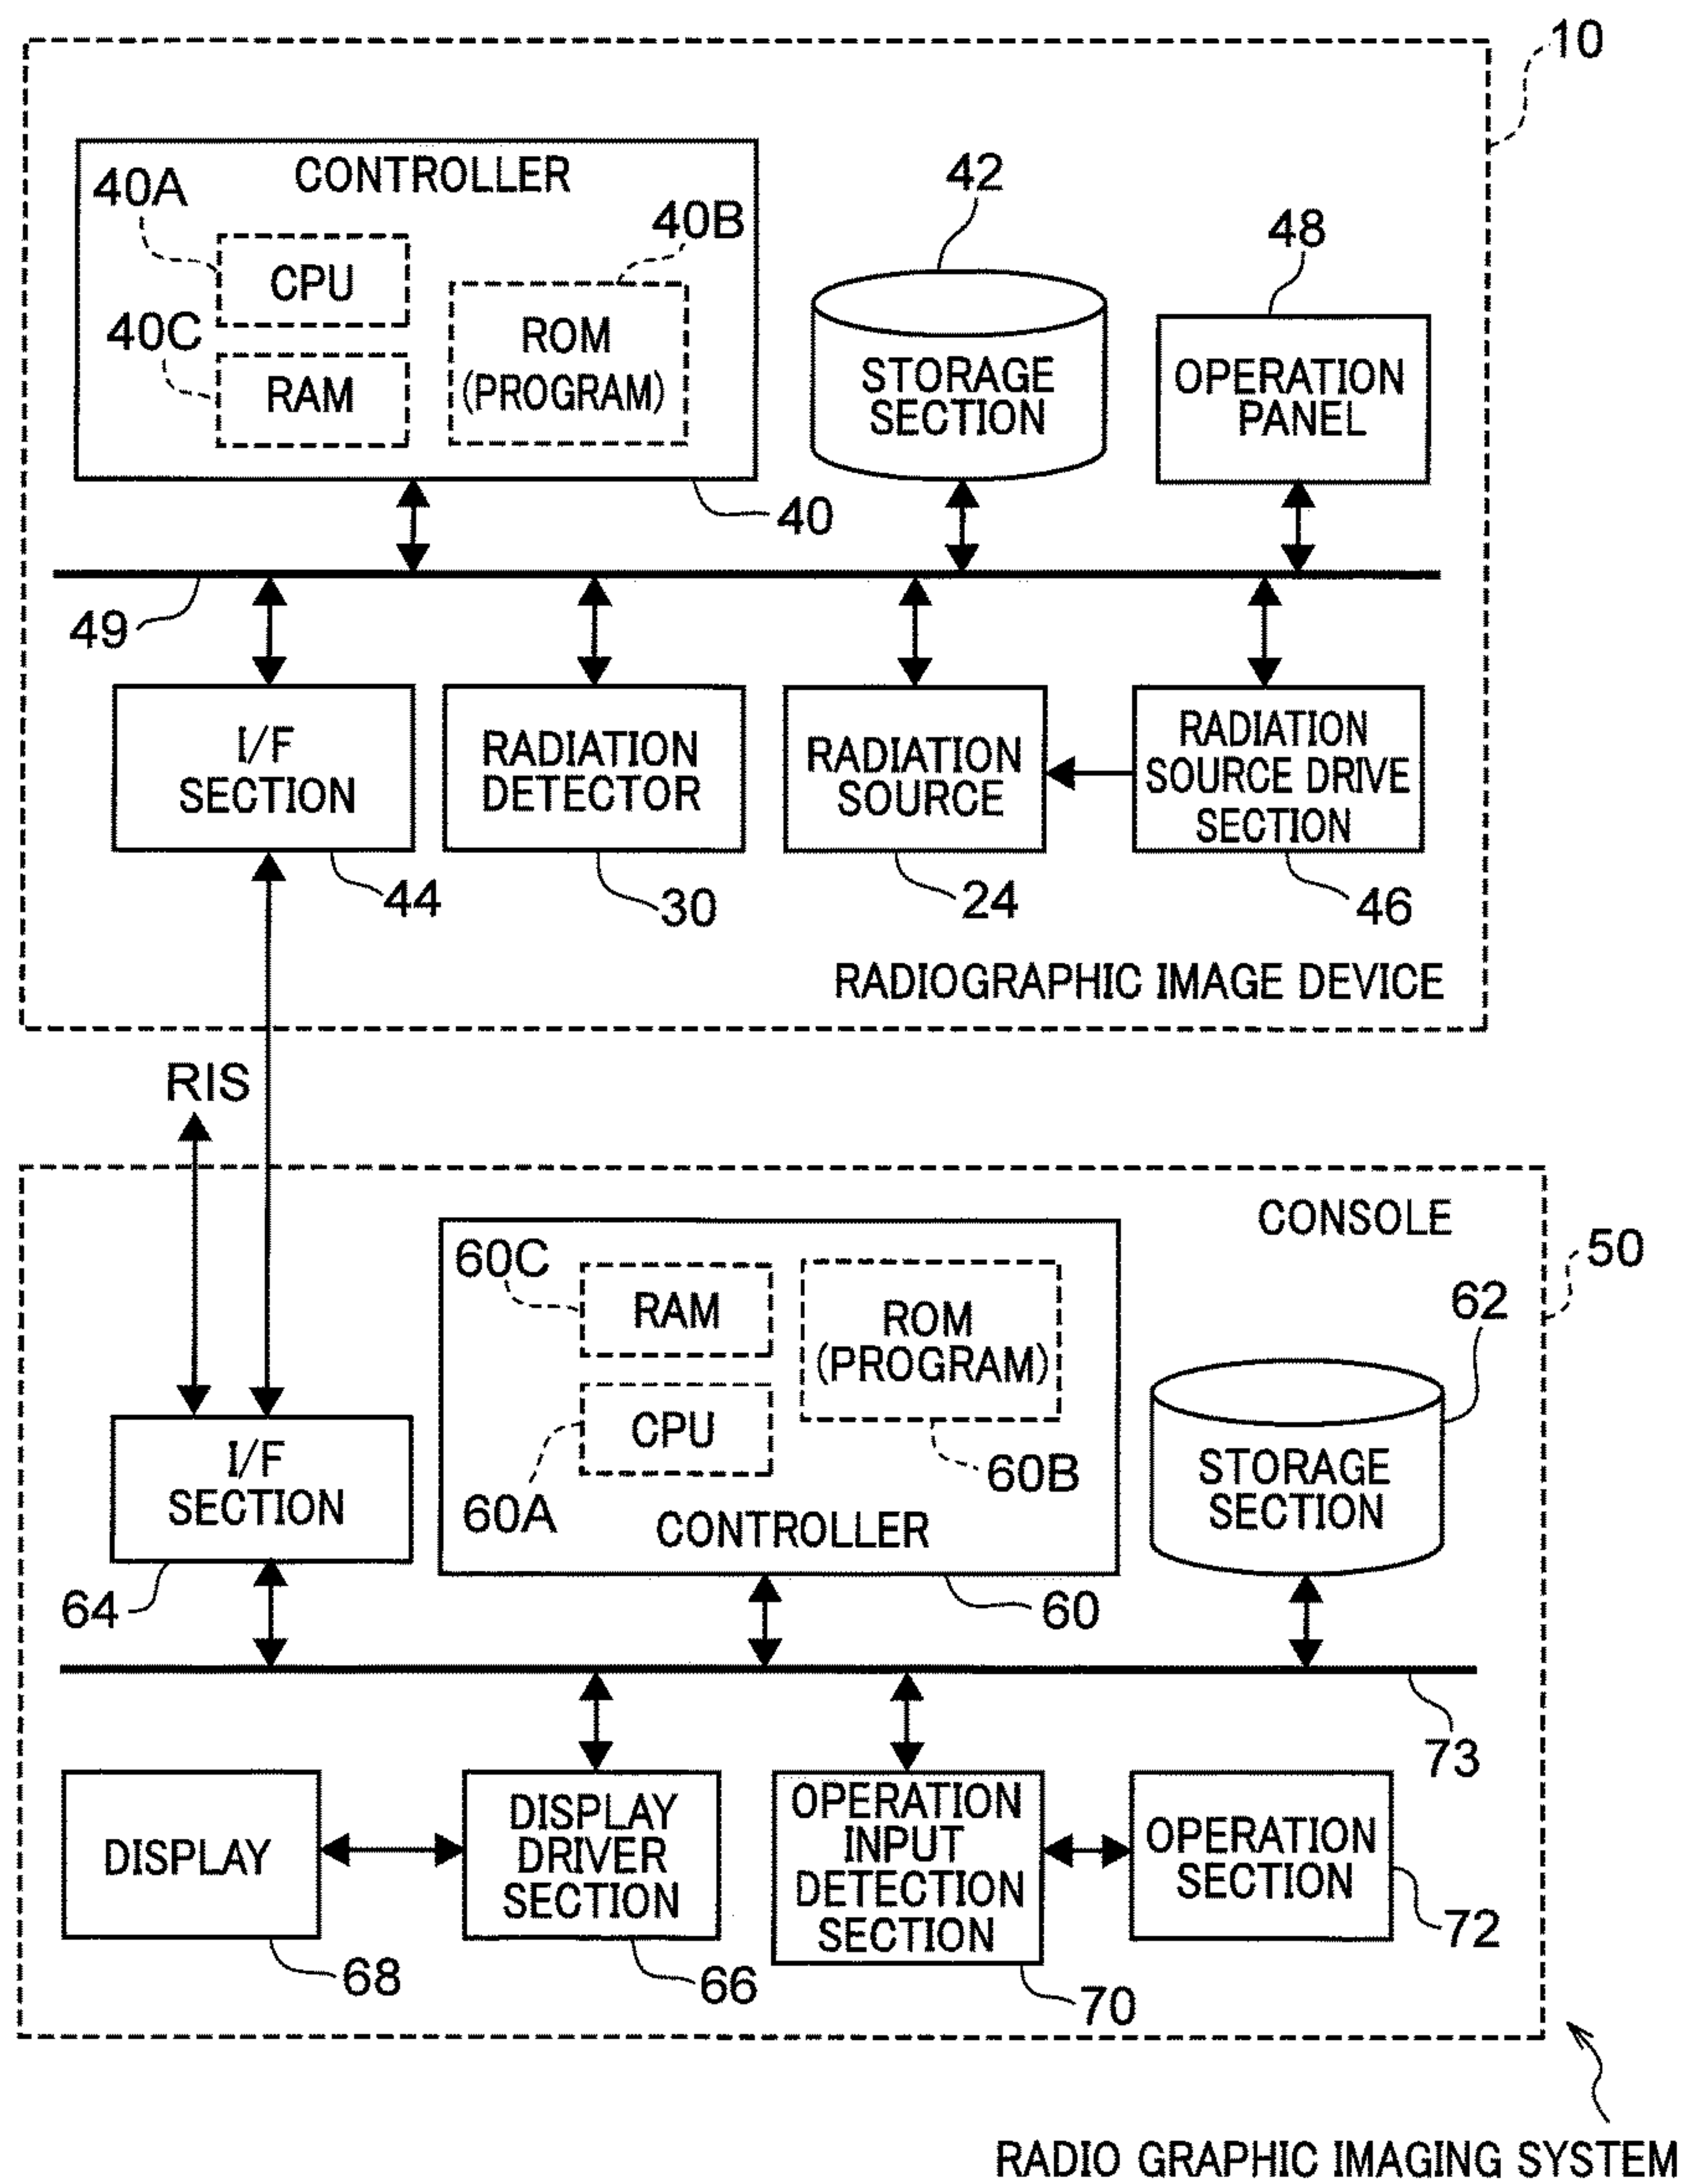 10
CONTROLLER
40A
40B
CPU
40C
RAM
ROM
(PROGRAM)
42
STORAGE
SECTION
48
OPERATION
PANEL
40
49
I/F
SECTION
RADIATION
DETECTOR
RADIATION
SOURCE
RADIATION
SOURCE DRIVE
SECTION
44
30
24
46
RADIOGRAPHIC IMAGE DEVICE
RIS
CONSOLE
50
60C
RAM
ROM
(PROGRAM)
62
CPU
60A
60B
CONTROLLER
I/F
SECTION
STORAGE
SECTION
64
60
73
DISPLAY
DISPLAY
DRIVER
SECTION
OPERATION
INPUT
DETECTION
SECTION
OPERATION
SECTION
68
66
70
72
RADIO GRAPHIC IMAGING SYSTEM